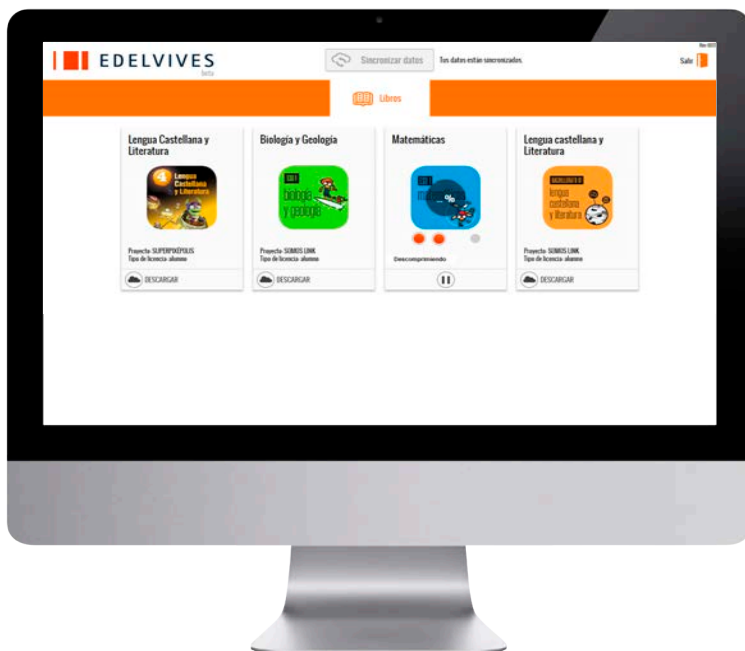 EDELVIVES
beta
Sincronizar datos
Tus datos están sincronizados.
Salir
Libros
Lengua Castellana y
Literatura
4
Lengua
Castellana
y Literatura
Proyecto: SUPERPIXÉPOLIS
Tipo de licencia: alumno
DESCARGAR
Biología y Geología
biología
y geología
Proyecto: SOMOS LINK
Tipo de licencia: alumno
DESCARGAR
Matemáticas
%
Descomprimiendo
Lengua castellana y
Literatura
lengua
castellana
y literatura
Proyecto: SOMOS LINK
Tipo de licencia: alumno
DESCARGAR